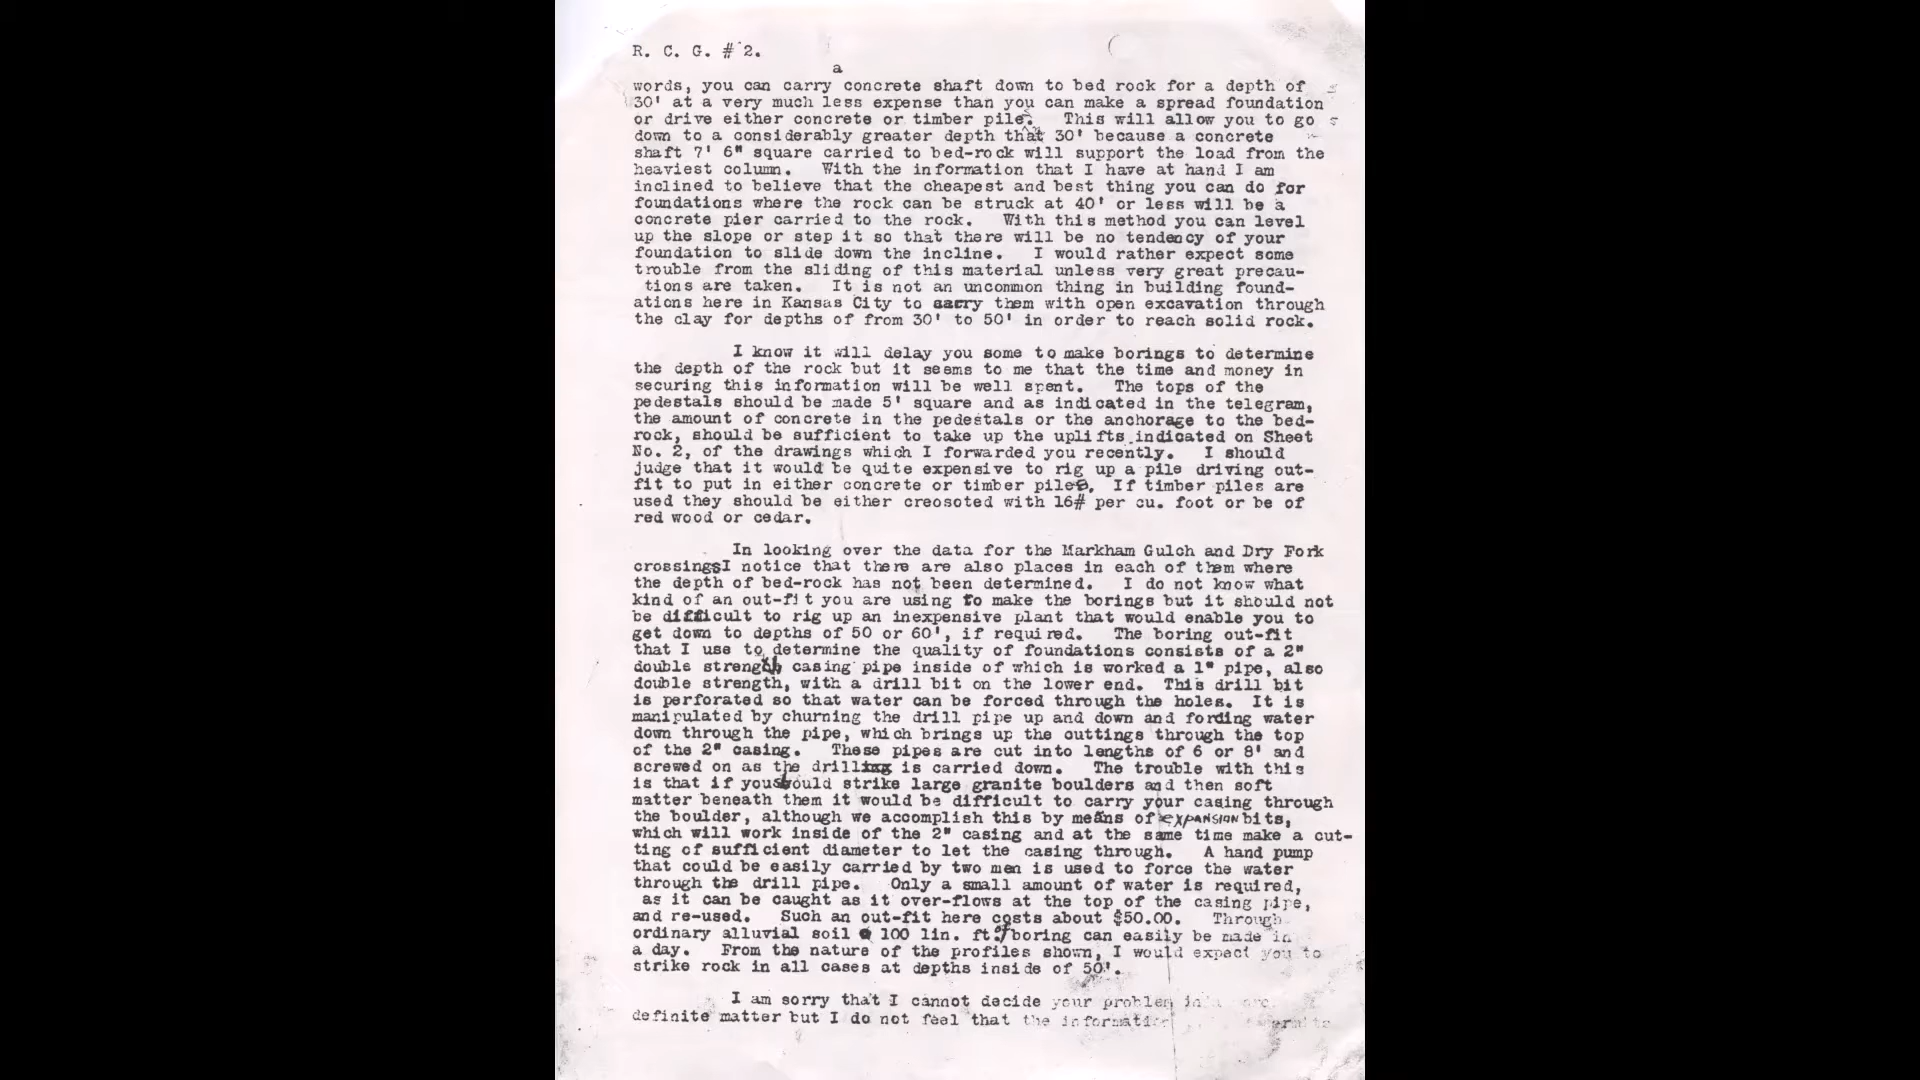 R. C. G. # 2.
a
words, you can carry concrete shaft down to bed rock for a depth of
30' at a very much less expense than you can make a spread foundation
or drive either concrete or timber pile. This will allow you to go
down to a considerably greater depth that 30' because a concrete
shaft 7' 6" square carried to bed-rock will support the load from the
heaviest column. With the information that I have at hand I am
inclined to believe that the cheapest and best thing you can do for
foundations where the rock can be struck at 40' or less will be a
concrete pier carried to the rock. With this method you can level
up the slope or step it so that there will be no tendency of your
foundation to slide down the incline. I would rather expect some
trouble from the sliding of this material unless very great precau-
tions are taken. It is not an uncommon thing in building found-
ations here in Kansas City to carry them with open excavation through
the clay for depths of from 30' to 50' in order to reach solid rock.
I know it will delay you some to make borings to determine
the depth of the rock but it seems to me that the time and money in
securing this information will be well spent. The tops of the
pedestals should be made 5' square and as indicated in the telegram,
the amount of concrete in the pedestals or the anchorage to the bed-
rock, should be sufficient to take up the uplifts indicated on Sheet
No. 2, of the drawings which I forwarded you recently. I should
judge that it would be quite expensive to rig up a pile driving out-
fit to put in either concrete or timber piles. If timber piles are
used they should be either creosoted with 16# per cu. foot or be of
red wood or cedar.
In looking over the data for the Markham Gulch and Dry Fork
crossingsI notice that there are also places in each of them where
the depth of bed-rock has not been determined. I do not know what
kind of an out-fit you are using to make the borings but it should not
be difficult to rig up an inexpensive plant that would enable you to
get down to depths of 50 or 60', if required. The boring out-fit
that I use to determine the quality of foundations consists of a 2"
double strength casing pipe inside of which is worked a 1" pipe, also
double strength, with a drill bit on the lower end. This drill bit
is perforated so that water can be forced through the holes. It is
manipulated by churning the drill pipe up and down and fording water
down through the pipe, which brings up the cuttings through the top
of the 2" casing. These pipes are cut into lengths of 6 or 8' and
screwed on as the drilling is carried down. The trouble with this
is that if you should strike large granite boulders and then soft
matter beneath them it would be difficult to carry your casing through
the boulder, although we accomplish this by means of EXPANSION bits,
which will work inside of the 2" casing and at the same time make a cut-
ting of sufficient diameter to let the casing through. A hand pump
that could be easily carried by two men is used to force the water
through the drill pipe. Only a small amount of water is required,
as it can be caught as it over-flows at the top of the casing pipe,
and re-used. Such an out-fit here costs about $50.00. Through
ordinary alluvial soil 100 lin. ft. of boring can easily be made in
a day. From the nature of the profiles shown, I would expect you to
strike rock in all cases at depths inside of 50'.
I am sorry that I cannot decide your problem in a
definite matter but I do not feel that the information